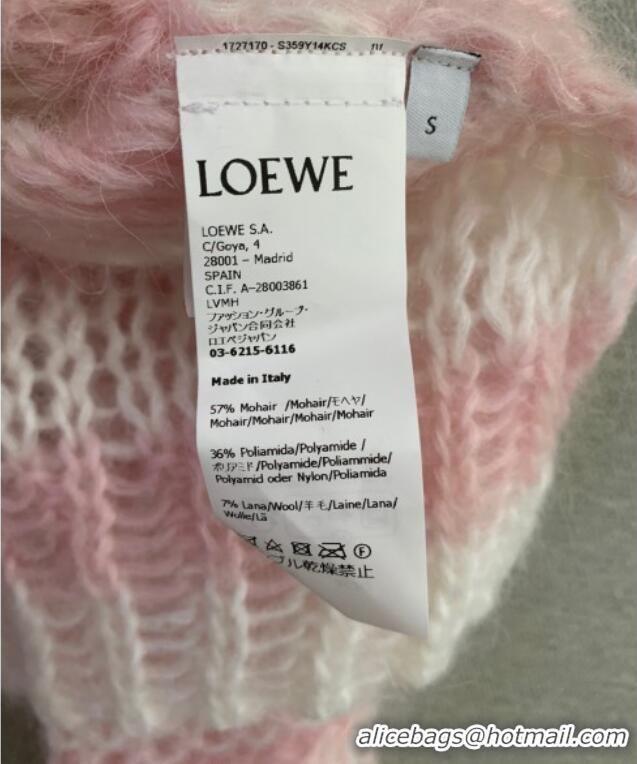 1727170 - S359Y14KCS
S
LOEWE
LOEWE S.A.
C/Goya, 4
28001 - Madrid
SPAIN
C.I.F. A-28003861
LVMH
ファッション・グループ・
ジャパン合同会社
ロエベジャパン
03-6215-6116
Made in Italy
57% Mohair /Mohair/モヘヤ/
Mohair/Mohair/Mohair/Mohair
36% Poliamida/Polyamide /
ポリアミド/Polyamide/Poliammide/
Polyamid oder Nylon/Poliamida
7% Lana/Wool/羊毛/Laine/Lana/
Wolle/Lã
F
ブル乾燥禁止
alicebags@hotmail.com